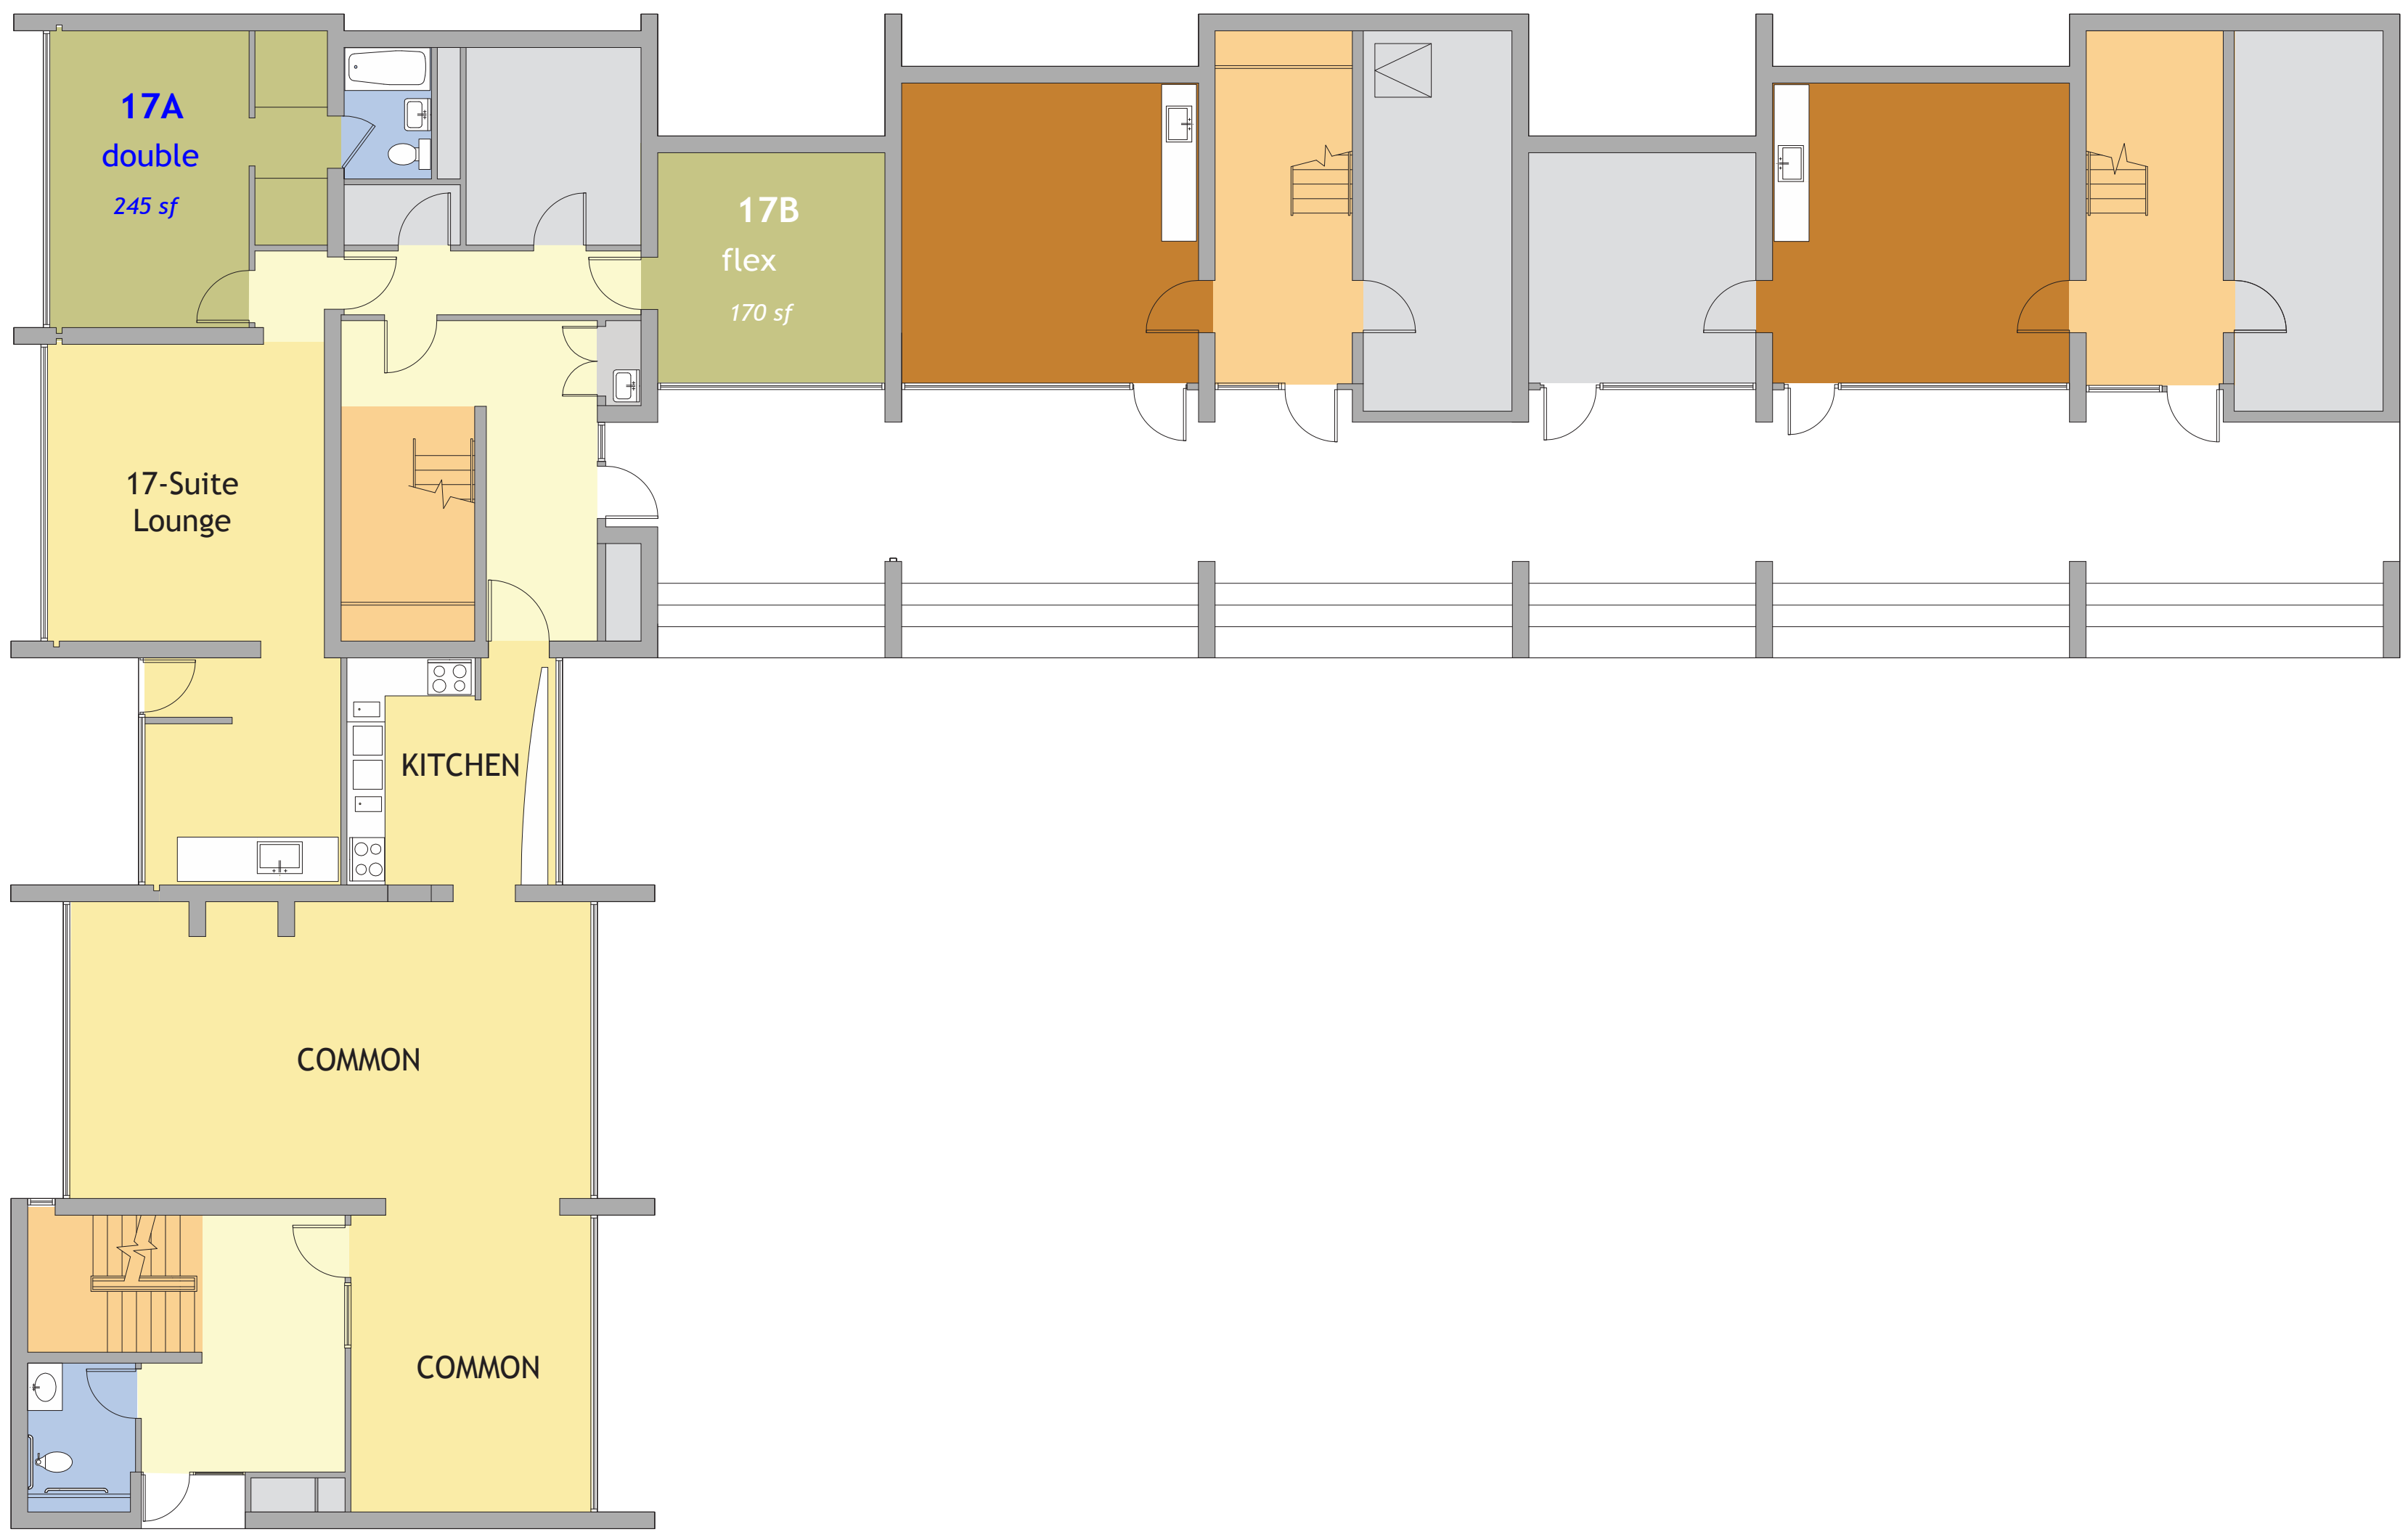 17A
double
245 sf
17B
flex
170 sf
17-Suite
Lounge
KITCHEN
COMMON
COMMON